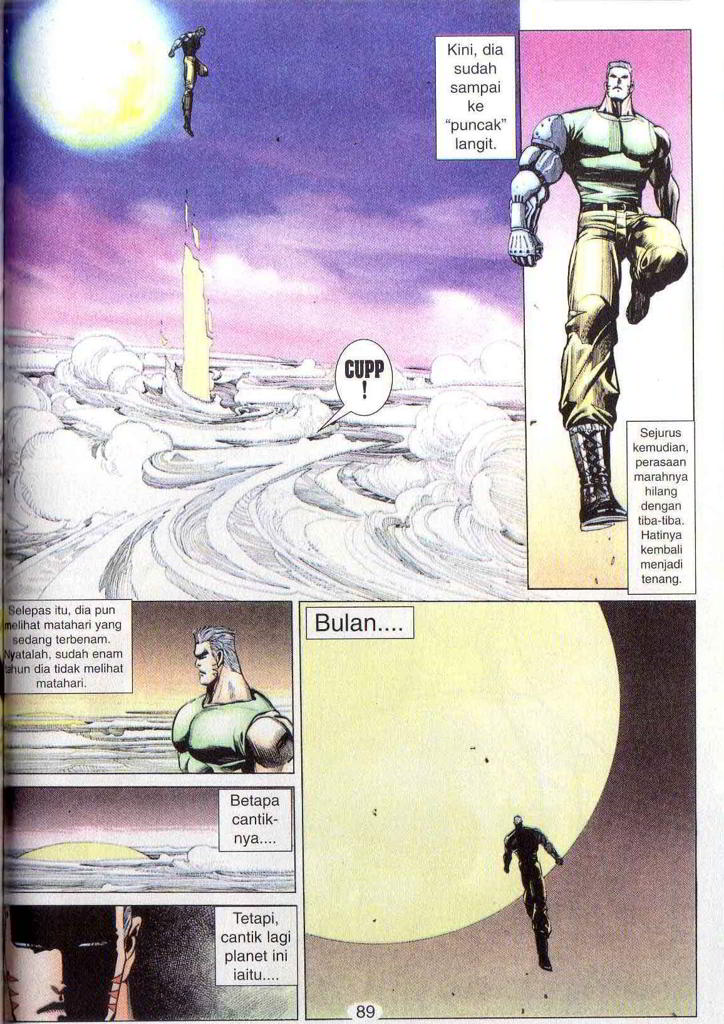 Kini, dia
sudah
sampai
ke
"puncak"
langit.
CUPP
!
Sejurus
kemudian,
perasaan
marahnya
hilang
dengan
tiba-tiba.
Hatinya
kembali
menjadi
tenang.
Selepas itu, dia pun
melihat matahari yang
sedang terbenam.
Nyatalah, sudah enam
tahun dia tidak melihat
matahari.
Betapa
cantik-
nya....
Tetapi,
cantik lagi
planet ini
iaitu....
Bulan....
89